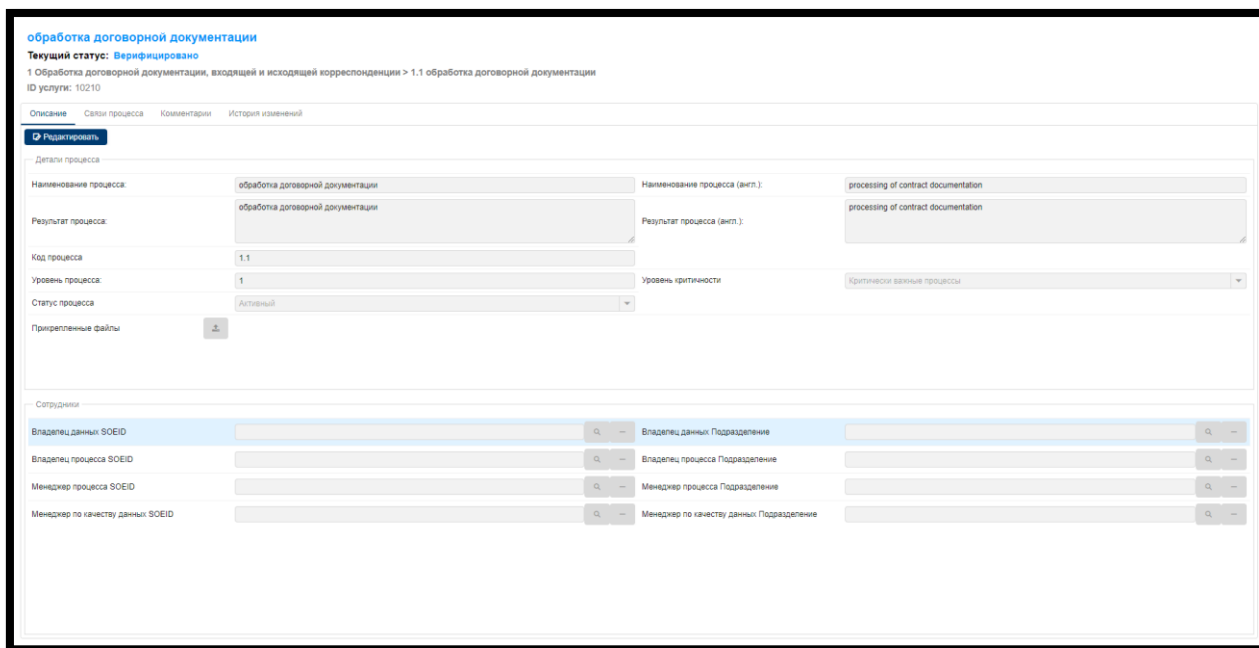 обработка договорной документации
Текущий статус: Верифицировано
1 Обработка договорной документации, входящей и исходящей корреспонденции > 1.1 обработка договорной документации
ID услуги: 10210
Описание Связи процесса Комментарии История изменений
Редактировать
Детали процесса
Наименование процесса: обработка договорной документации Наименование процесса (англ.): processing of contract documentation
Результат процесса: обработка договорной документации Результат процесса (англ.): processing of contract documentation
Код процесса 1.1
Уровень процесса: 1 Уровень критичности Критически важные процессы
Статус процесса Активный
Прикрепленные файлы
Сотрудники
Владелец данных SOEID Владелец данных Подразделение
Владелец процесса SOEID Владелец процесса Подразделение
Менеджер процесса SOEID Менеджер процесса Подразделение
Менеджер по качеству данных SOEID Менеджер по качеству данных Подразделение